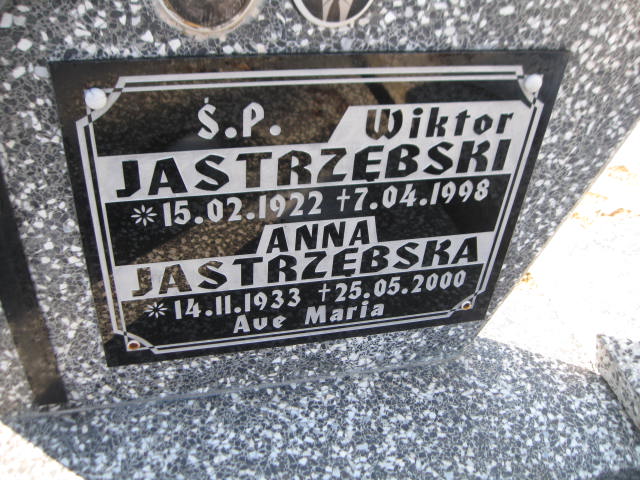 Ś.P. Wiktor
JASTRZĘBSKI
✻ 15.02.1922 †7.04.1998
ANNA
JASTRZĘBSKA
✻ 14.11.1933 †25.05.2000
Ave Maria